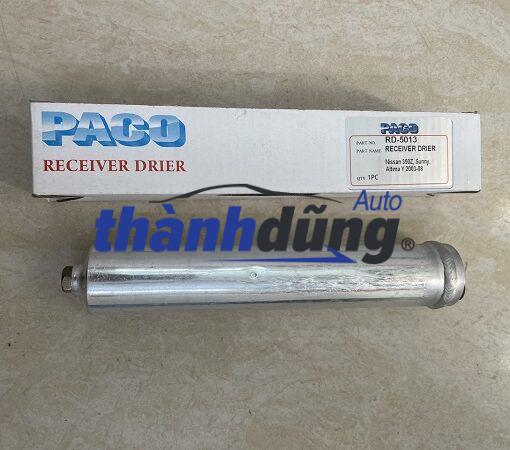 PACO
RECEIVER DRIER
PACO
PART NO. RD-5013
PART NAME RECEIVER DRIER
Nissan 350Z, Sunny,
Altima Y.2003-08
QTY. 1PC
Auto
thànhdũng®